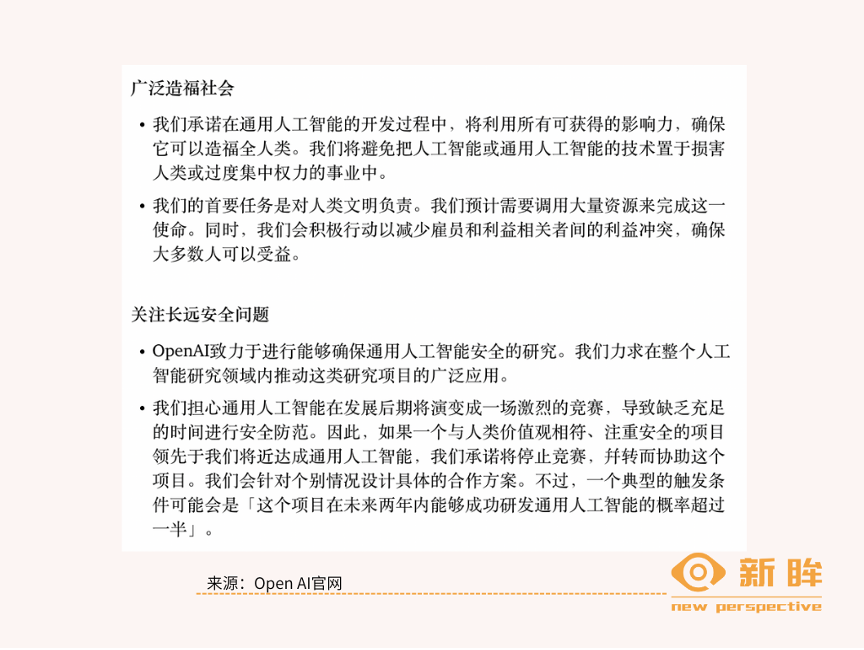 广泛造福社会
• 我们承诺在通用人工智能的开发过程中，将利用所有可获得的影响力，确保
它可以造福全人类。我们将避免把人工智能或通用人工智能的技术置于损害
人类或过度集中权力的事业中。
• 我们的首要任务是对人类文明负责。我们预计需要调用大量资源来完成这一
使命。同时，我们会积极行动以减少雇员和利益相关者间的利益冲突，确保
大多数人可以受益。
关注长远安全问题
• OpenAI致力于进行能够确保通用人工智能安全的研究。我们力求在整个人工
智能研究领域内推动这类研究项目的广泛应用。
• 我们担心通用人工智能在发展后期将演变成一场激烈的竞赛，导致缺乏充足
的时间进行安全防范。因此，如果一个与人类价值观相符、注重安全的项目
领先于我们将近达成通用人工智能，我们承诺将停止竞赛，幷转而协助这个
项目。我们会针对个别情况设计具体的合作方案。不过，一个典型的触发条
件可能会是「这个项目在未来两年内能够成功研发通用人工智能的概率超过
一半」。
来源：Open AI官网
新眸
new perspective